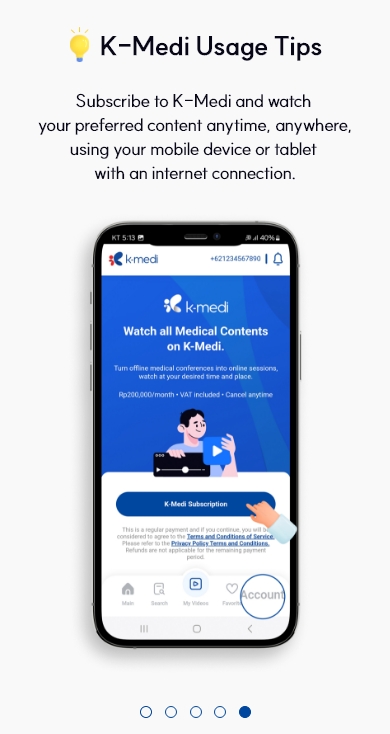 K-Medi Usage Tips
Subscribe to K-Medi and watch
your preferred content anytime, anywhere,
using your mobile device or tablet
with an internet connection.
KT 5:13
40%
k-medi
+621234567890
k-medi
Watch all Medical Contents
on K-Medi.
Turn offline medical conferences into online sessions,
watch at your desired time and place.
Rp200,000/month • VAT included • Cancel anytime
K-Medi Subscription
This is a regular payment and if you continue, you will be
considered to agree to the Terms and Conditions of Service.
Please refer to the Privacy Policy Terms and Conditions.
Refunds are not applicable for the remaining payment
period.
Main
Search
My Videos
Account